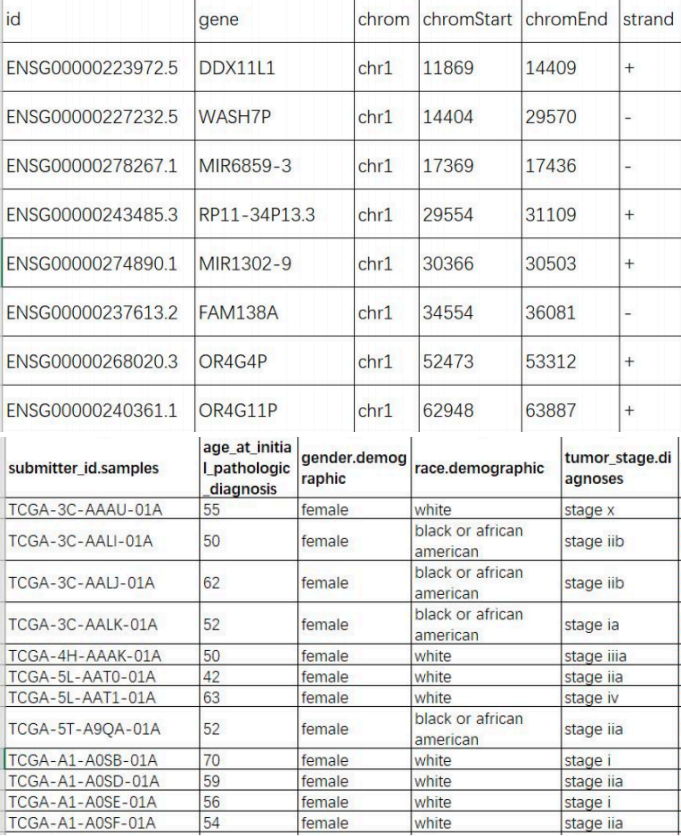 id gene chrom chromStart chromEnd strand
ENSG00000223972.5 DDX11L1 chr1 11869 14409 +
ENSG00000227232.5 WASH7P chr1 14404 29570 -
ENSG00000278267.1 MIR6859-3 chr1 17369 17436 -
ENSG00000243485.3 RP11-34P13.3 chr1 29554 31109 +
ENSG00000274890.1 MIR1302-9 chr1 30366 30503 +
ENSG00000237613.2 FAM138A chr1 34554 36081 -
ENSG00000268020.3 OR4G4P chr1 52473 53312 +
ENSG00000240361.1 OR4G11P chr1 62948 63887 +
submitter_id.samples
age_at_initia
l_pathologic
_diagnosis
gender.demog
raphic
race.demographic
tumor_stage.di
agnoses
TCGA-3C-AAAU-01A 55 female white stage x
TCGA-3C-AALI-01A 50 female black or african
american
stage iib
TCGA-3C-AALJ-01A 62 female black or african
american
stage iib
TCGA-3C-AALK-01A 52 female black or african
american
stage ia
TCGA-4H-AAAK-01A 50 female white stage iiia
TCGA-5L-AAT0-01A 42 female white stage iia
TCGA-5L-AAT1-01A 63 female white stage iv
TCGA-5T-A9QA-01A 52 female black or african
american
stage iia
TCGA-A1-A0SB-01A 70 female white stage i
TCGA-A1-A0SD-01A 59 female white stage iia
TCGA-A1-A0SE-01A 56 female white stage i
TCGA-A1-A0SF-01A 54 female white stage iia